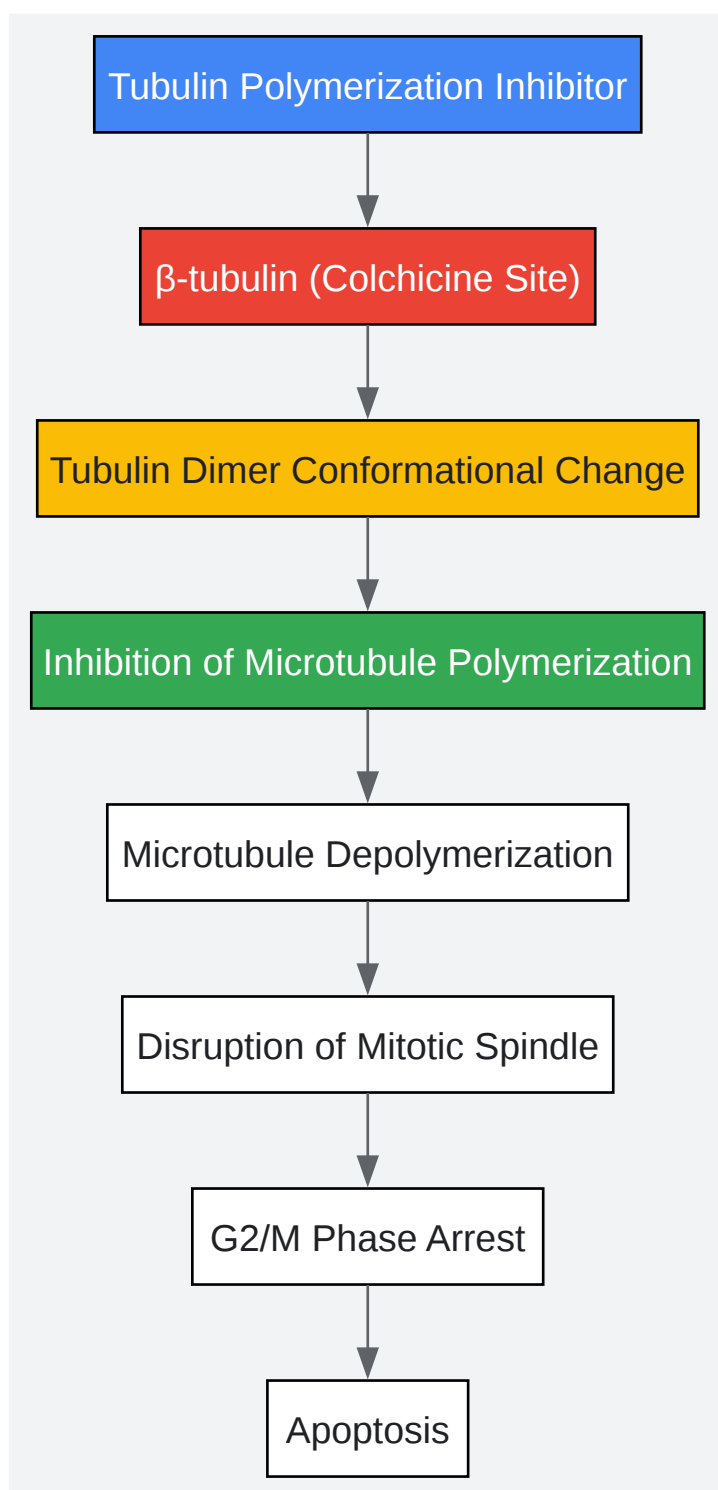 Tubulin Polymerization Inhibitor
β-tubulin (Colchicine Site)
Tubulin Dimer Conformational Change
Inhibition of Microtubule Polymerization
Microtubule Depolymerization
Disruption of Mitotic Spindle
G2/M Phase Arrest
Apoptosis